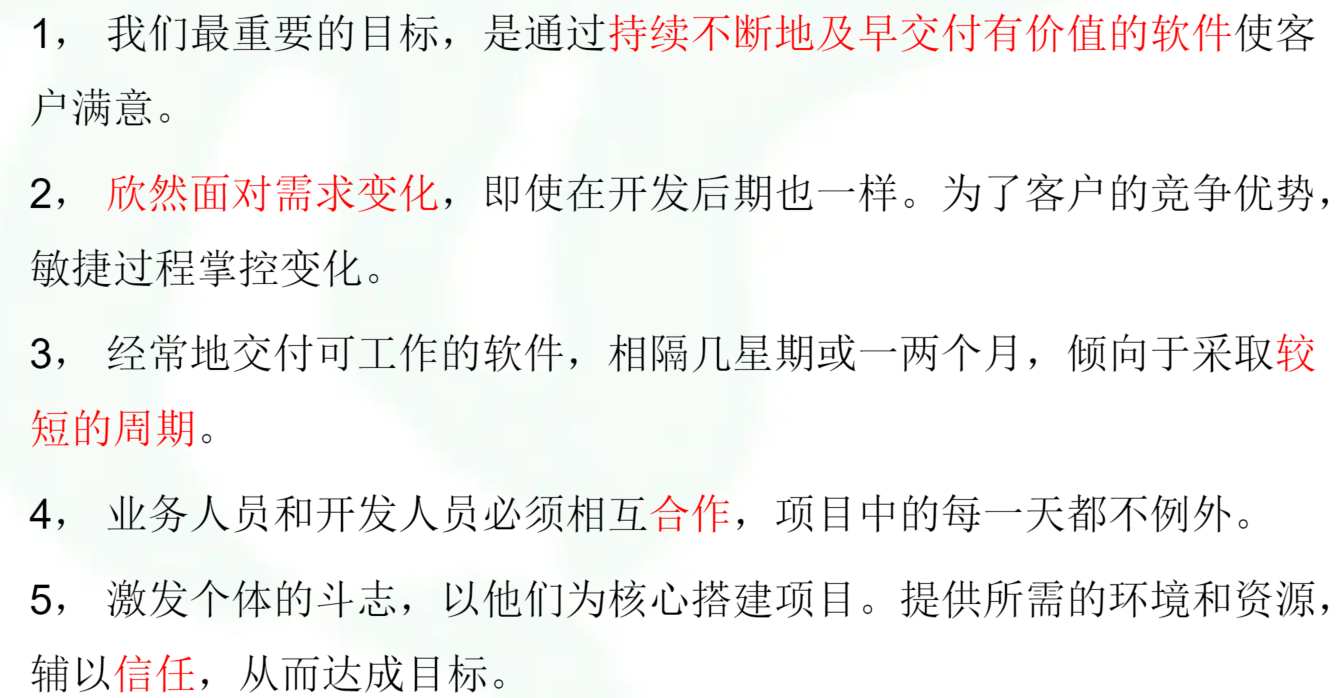 1， 我们最重要的目标，是通过持续不断地及早交付有价值的软件使客
户满意。
2， 欣然面对需求变化，即使在开发后期也一样。为了客户的竞争优势，
敏捷过程掌控变化。
3， 经常地交付可工作的软件，相隔几星期或一两个月，倾向于采取较
短的周期。
4， 业务人员和开发人员必须相互合作，项目中的每一天都不例外。
5， 激发个体的斗志，以他们为核心搭建项目。提供所需的环境和资源，
辅以信任，从而达成目标。